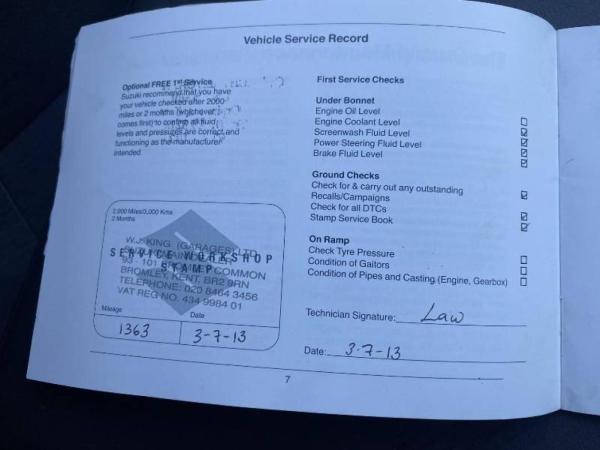 Vehicle Service Record
Optional FREE 1st Service
Suzuki recommend that you have
your vehicle checked after 2000
miles or 2 months (whichever
comes first) to confirm all fluid
levels and pressures are correct and
functioning as the manufacturer
intended.
2,000 Miles/3,000 Kms
2 Months
W.J. KING (GARAGES) LTD
SERVICE WORKSHOP
STAMP
93 - 101 COMMON
BROMLEY, KENT, BR2 9RN
TELEPHONE: 020 8464 3456
VAT REG NO. 434 9984 01
Mileage
Date
1363
3-7-13
First Service Checks
Under Bonnet
Engine Oil Level
Engine Coolant Level
Screenwash Fluid Level
Power Steering Fluid Level
Brake Fluid Level
Ground Checks
Check for & carry out any outstanding
Recalls/Campaigns
Check for all DTCs
Stamp Service Book
On Ramp
Check Tyre Pressure
Condition of Gaitors
Condition of Pipes and Casting (Engine, Gearbox)
Technician Signature: Law
Date: 3-7-13
7